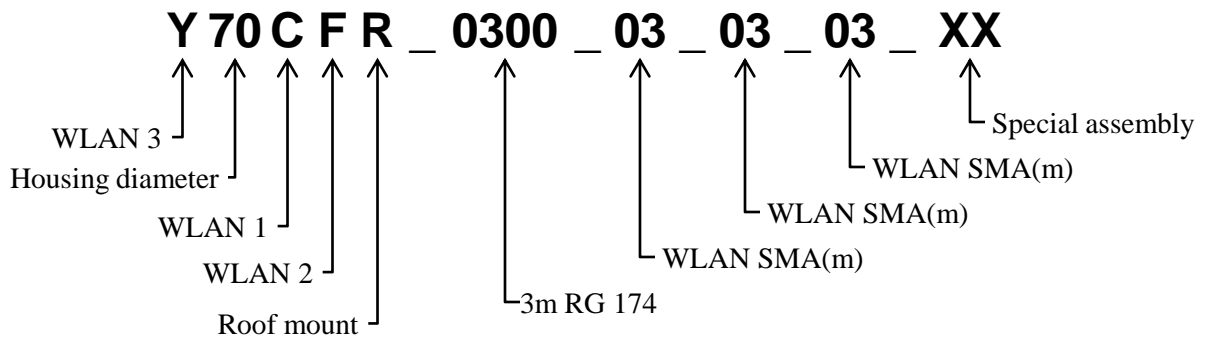 Y 70 C F R _ 0300 _ 03 _ 03 _ 03 _ XX
Special assembly
WLAN 3
WLAN SMA(m)
Housing diameter
WLAN SMA(m)
WLAN 1
WLAN SMA(m)
WLAN 2
3m RG 174
Roof mount